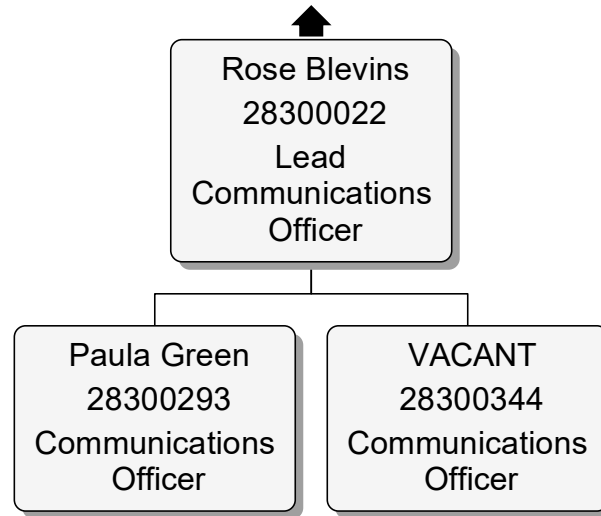 Rose Blevins
28300022
Lead
Communications
Officer
Paula Green
28300293
Communications
Officer
VACANT
28300344
Communications
Officer